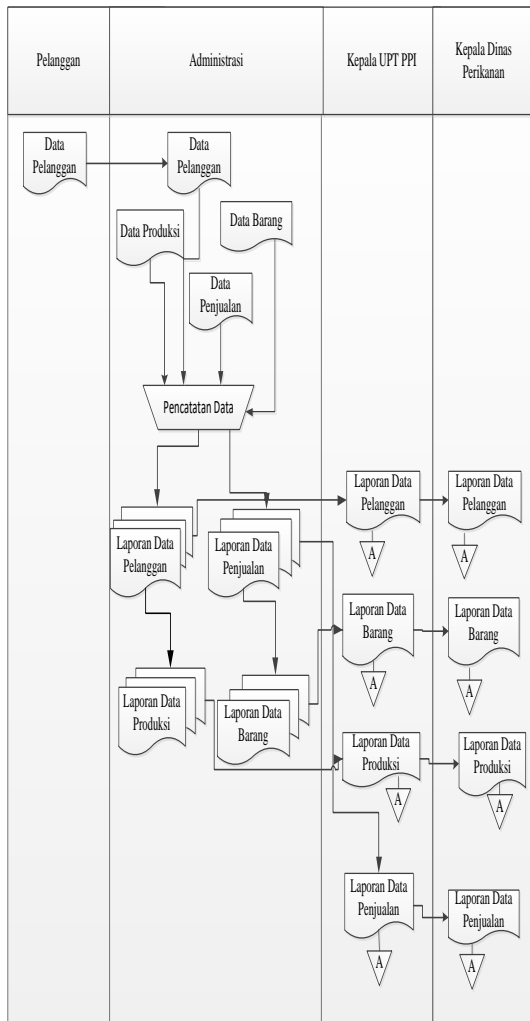 Pelanggan
Administrasi
Kepala UPT PPI
Kepala Dinas
Perikanan
Data
Pelanggan
Data
Pelanggan
Data Produksi
Data Barang
Data
Penjualan
Pencatatan Data
Laporan Data
Pelanggan
Laporan Data
Penjualan
Laporan Data
Pelanggan
Laporan Data
Pelanggan
A
A
Laporan Data
Barang
Laporan Data
Barang
A
A
Laporan Data
Produksi
Laporan Data
Barang
Laporan Data
Produksi
Laporan Data
Produksi
A
A
Laporan Data
Penjualan
Laporan Data
Penjualan
A
A